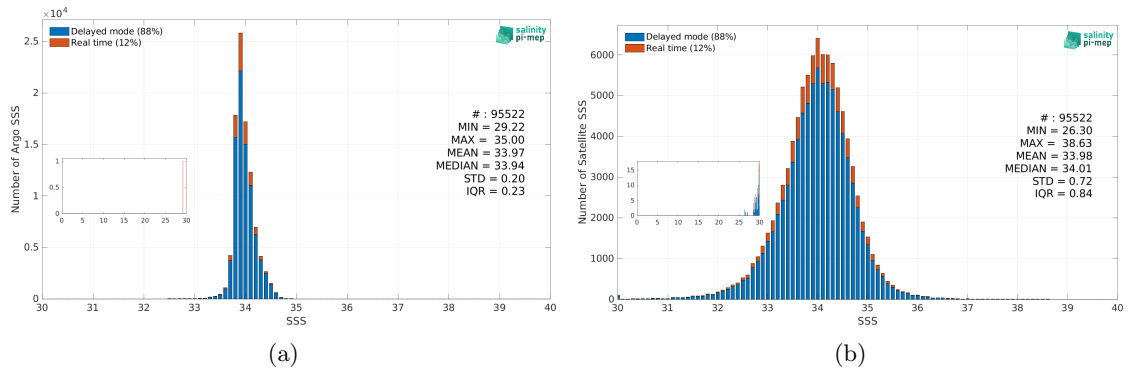 ×10⁴
Delayed mode (88%)
Real time (12%)
salinity
pi-mep
Number of Argo SSS
2.5
2
1.5
1
0.5
0
# : 95522
MIN = 29.22
MAX = 35.00
MEAN = 33.97
MEDIAN = 33.94
STD = 0.20
IQR = 0.23
1
0.5
0
0 5 10 15 20 25 30
30 31 32 33 34 35 36 37 38 39 40
SSS
(a)
Delayed mode (88%)
Real time (12%)
salinity
pi-mep
Number of Satellite SSS
6000
5000
4000
3000
2000
1000
0
# : 95522
MIN = 26.30
MAX = 38.63
MEAN = 33.98
MEDIAN = 34.01
STD = 0.72
IQR = 0.84
15
10
5
0
0 5 10 15 20 25 30
30 31 32 33 34 35 36 37 38 39 40
SSS
(b)